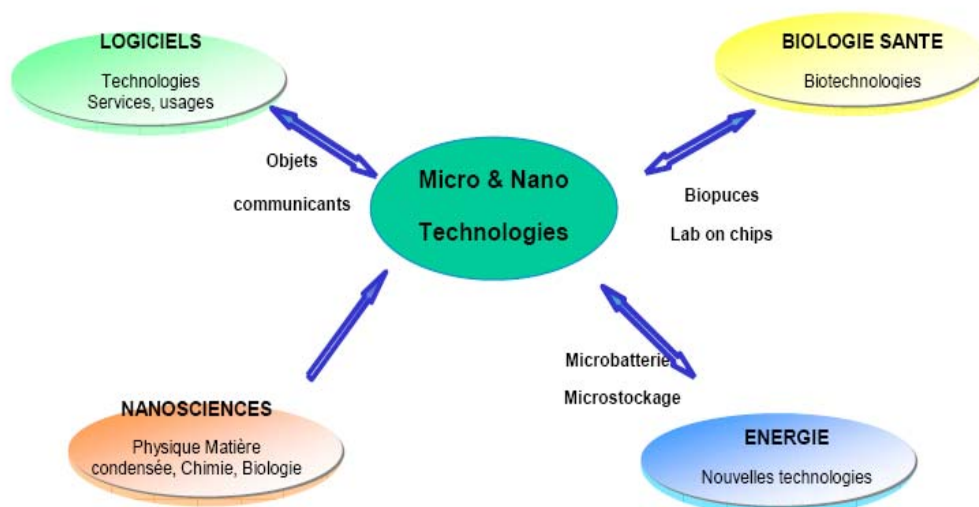 LOGICIELS
Technologies
Services, usages
BIOLOGIE SANTE
Biotechnologies
Objets
communicants
Micro & Nano
Technologies
Biopuces
Lab on chips
Microbatterie
Microstockage
NANOSCIENCES
Physique Matière
condensée, Chimie, Biologie
ENERGIE
Nouvelles technologies